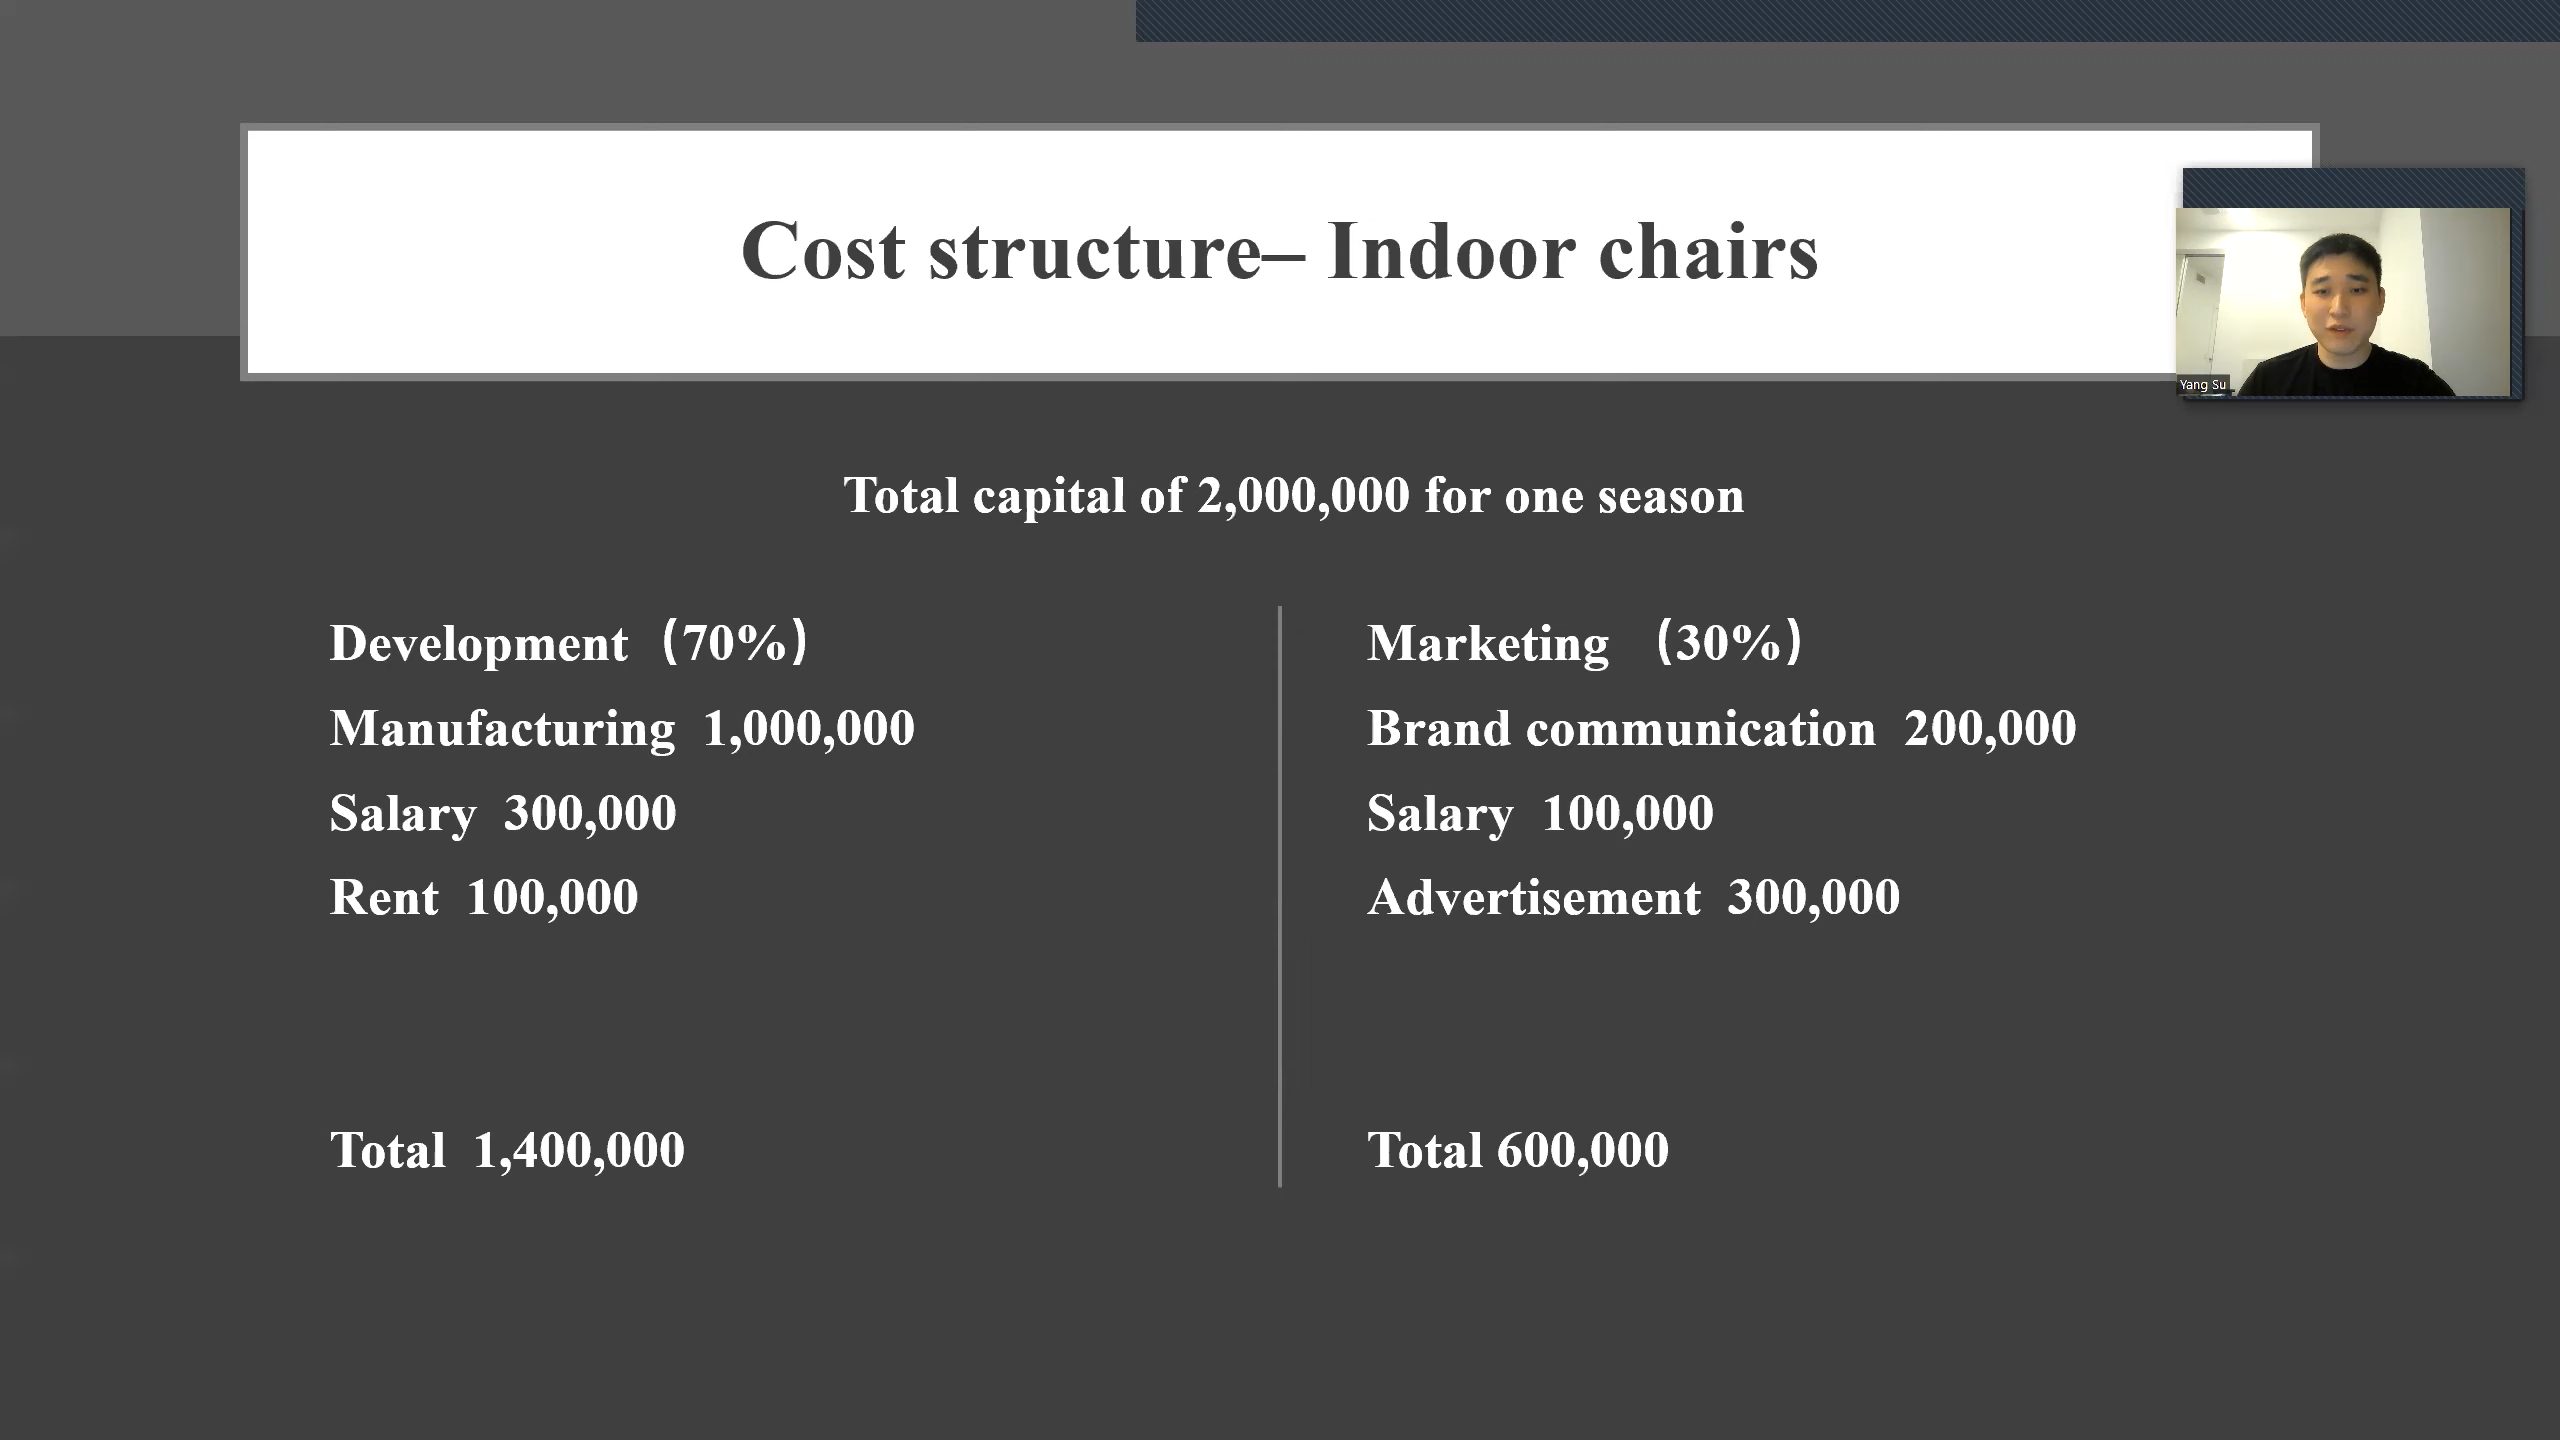 Cost structure– Indoor chairs
Yang Su
Total capital of 2,000,000 for one season
Development (70%)
Manufacturing 1,000,000
Salary 300,000
Rent 100,000
Total 1,400,000
Marketing (30%)
Brand communication 200,000
Salary 100,000
Advertisement 300,000
Total 600,000